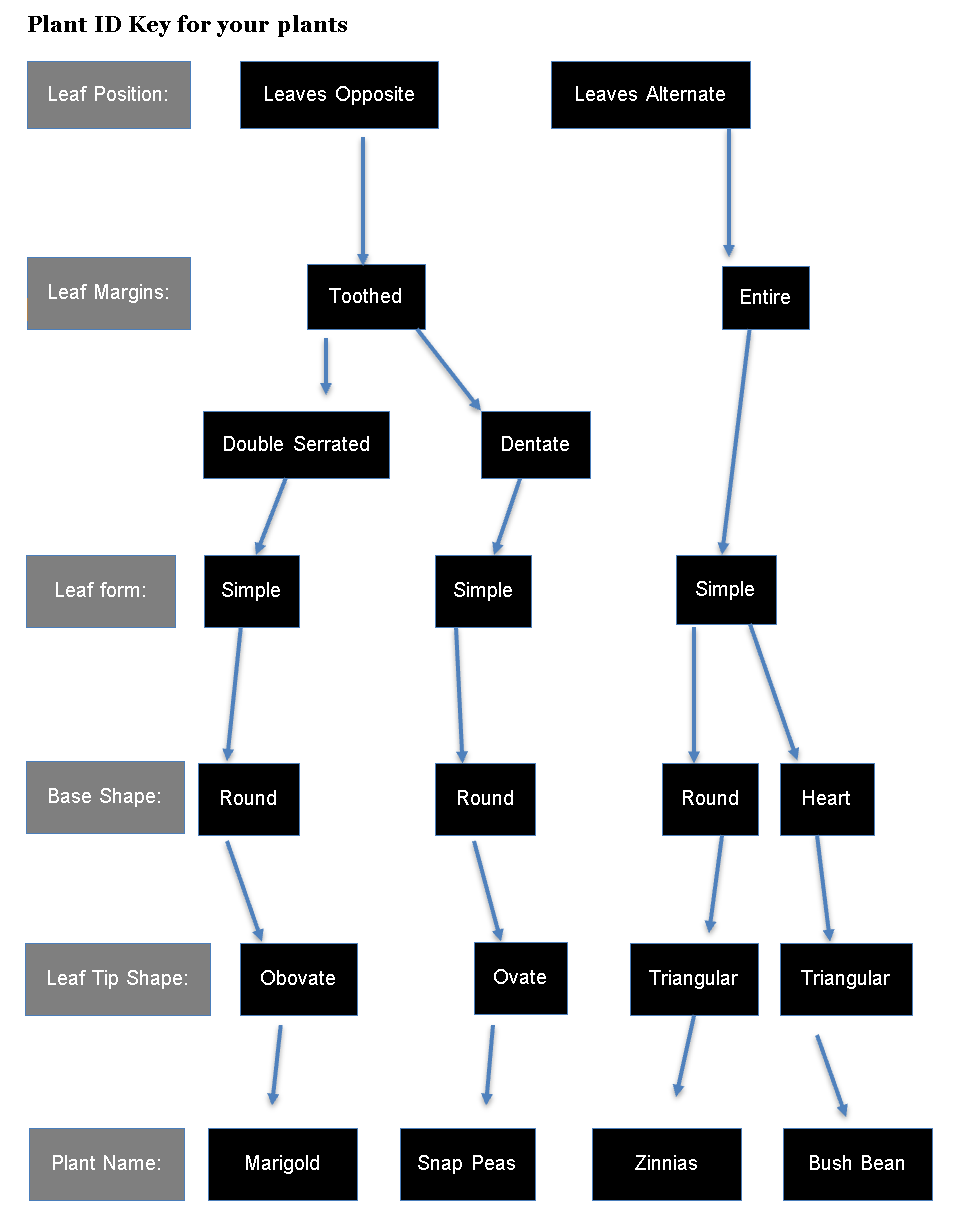 Plant ID Key for your plants
Leaf Position:
Leaves Opposite
Leaves Alternate
Leaf Margins:
Toothed
Entire
Double Serrated
Dentate
Leaf form:
Simple
Simple
Simple
Base Shape:
Round
Round
Round
Heart
Leaf Tip Shape:
Obovate
Ovate
Triangular
Triangular
Plant Name:
Marigold
Snap Peas
Zinnias
Bush Bean